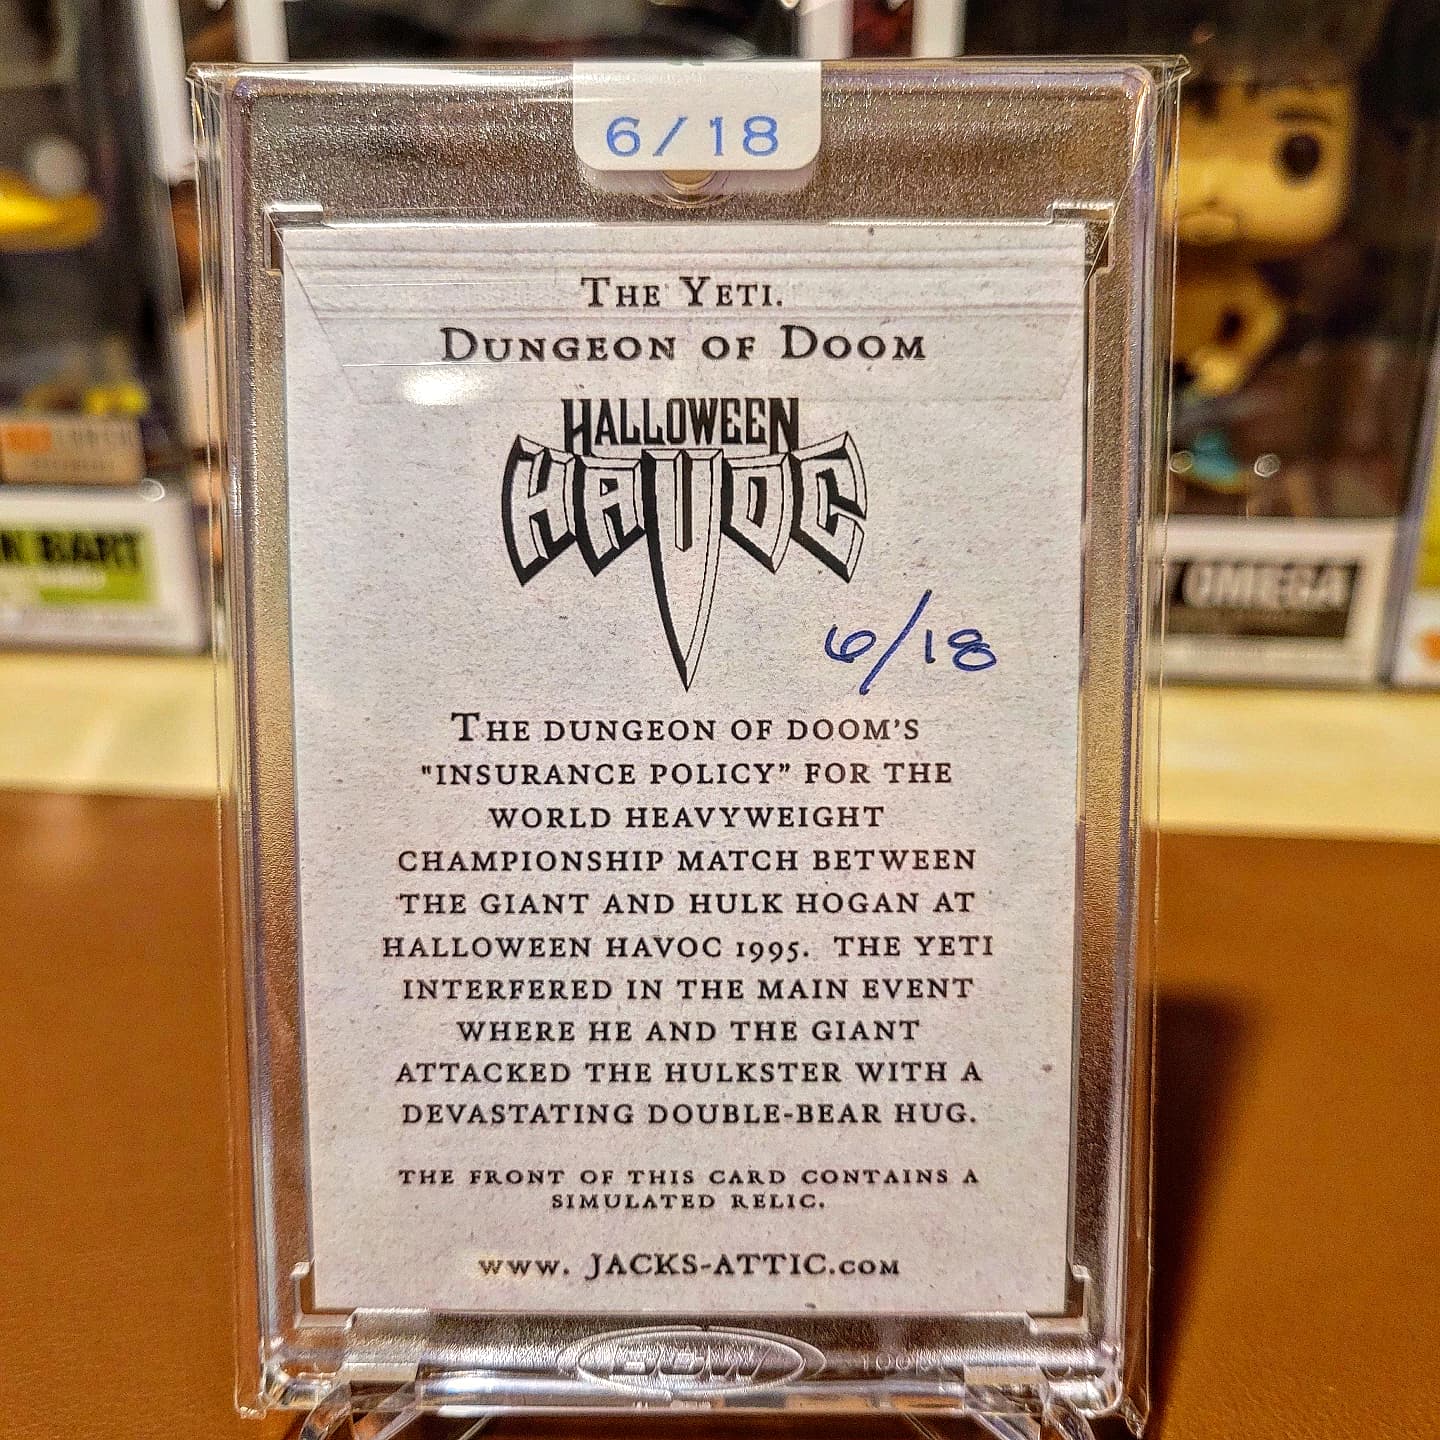 6/18
THE YETI.
DUNGEON OF DOOM
HALLOWEEN
HAVOC
6/18
THE DUNGEON OF DOOM'S
"INSURANCE POLICY" FOR THE
WORLD HEAVYWEIGHT
CHAMPIONSHIP MATCH BETWEEN
THE GIANT AND HULK HOGAN AT
HALLOWEEN HAVOC 1995. THE YETI
INTERFERED IN THE MAIN EVENT
WHERE HE AND THE GIANT
ATTACKED THE HULKSTER WITH A
DEVASTATING DOUBLE-BEAR HUG.
THE FRONT OF THIS CARD CONTAINS A
SIMULATED RELIC.
WWW. JACKS-ATTIC.COM
BCW
BART
OMEGA